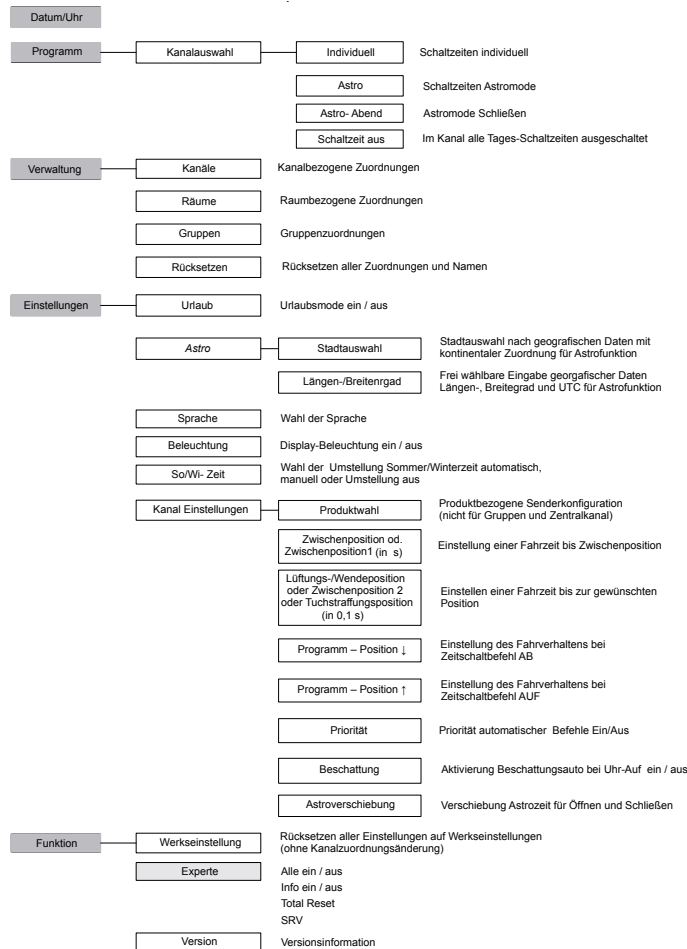 Datum/Uhr
Programm
Kanalauswahl
Individuell
Schaltzeiten individuell
Astro
Schaltzeiten Astromode
Astro- Abend
Astromode Schließen
Schaltzeit aus
Im Kanal alle Tages-Schaltzeiten ausgeschaltet
Verwaltung
Kanäle
Kanalbezogene Zuordnungen
Räume
Raumbezogene Zuordnungen
Gruppen
Gruppenzuordnungen
Rücksetzen
Rücksetzen aller Zuordnungen und Namen
Einstellungen
Urlaub
Urlaubsmode ein / aus
Astro
Stadtauswahl
Stadtauswahl nach geografischen Daten mit
kontinentaler Zuordnung für Astrofunktion
Längen-/Breitenrgad
Frei wählbare Eingabe georgafischer Daten
Längen-, Breitegrad und UTC für Astrofunktion
Sprache
Wahl der Sprache
Beleuchtung
Display-Beleuchtung ein / aus
So/Wi- Zeit
Wahl der Umstellung Sommer/Winterzeit automatisch,
manuell oder Umstellung aus
Kanal Einstellungen
Produktwahl
Produktbezogene Senderkonfiguration
(nicht für Gruppen und Zentralkanal)
Zwischenposition od.
Zwischenposition1 (in s)
Einstellung einer Fahrzeit bis Zwischenposition
Lüftungs-/Wendeposition
oder Zwischenposition 2
oder Tuchstraffungsposition
(in 0,1 s)
Einstellen einer Fahrzeit bis zur gewünschten
Position
Programm – Position ↓
Einstellung des Fahrverhaltens bei
Zeitschaltbefehl AB
Programm – Position ↑
Einstellung des Fahrverhaltens bei
Zeitschaltbefehl AUF
Priorität
Priorität automatischer Befehle Ein/Aus
Beschattung
Aktivierung Beschattungsauto bei Uhr-Auf ein / aus
Astroverschiebung
Verschiebung Astrozeit für Öffnen und Schließen
Funktion
Werkseinstellung
Rücksetzen aller Einstellungen auf Werkseinstellungen
(ohne Kanalzuordnungsänderung)
Experte
Alle ein / aus
Info ein / aus
Total Reset
SRV
Version
Versionsinformation